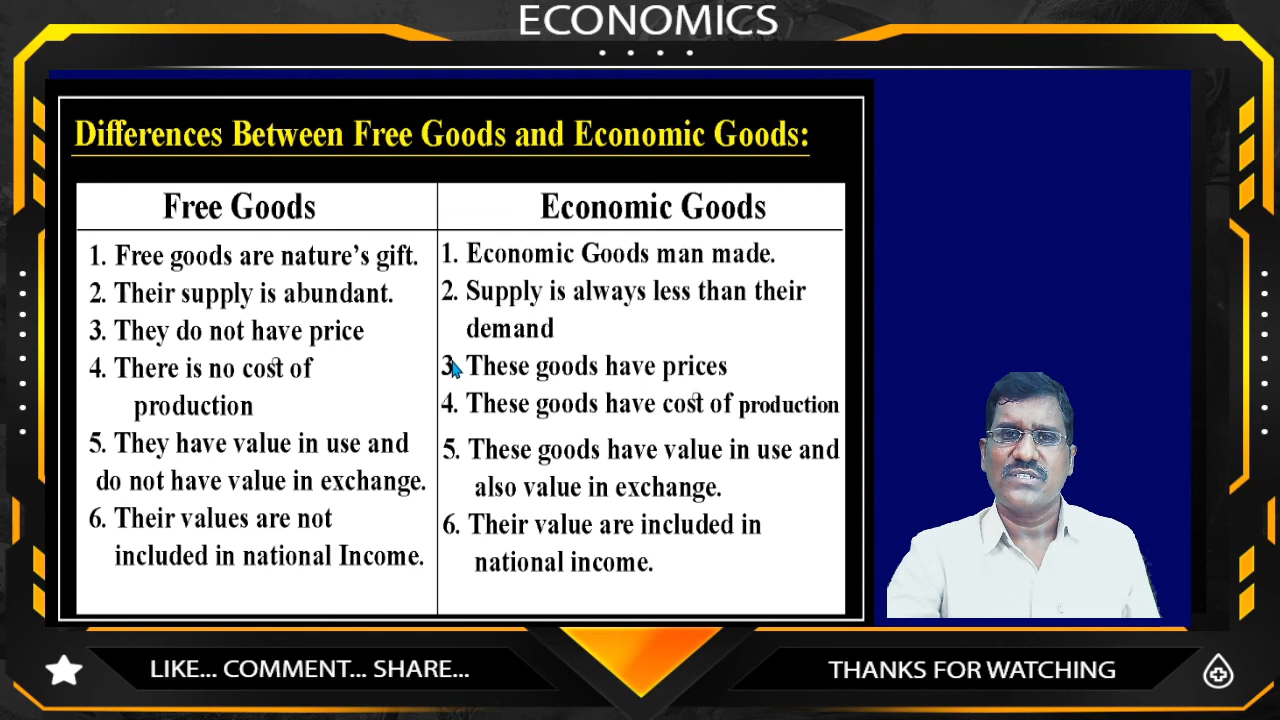 ECONOMICS
Differences Between Free Goods and Economic Goods:
Free Goods
1. Free goods are nature's gift.
2. Their supply is abundant.
3. They do not have price
4. There is no cost of
production
5. They have value in use and
do not have value in exchange.
6. Their values are not
included in national Income.
Economic Goods
1. Economic Goods man made.
2. Supply is always less than their
demand
3. These goods have prices
4. These goods have cost of production
5. These goods have value in use and
also value in exchange.
6. Their value are included in
national income.
LIKE... COMMENT... SHARE...
THANKS FOR WATCHING